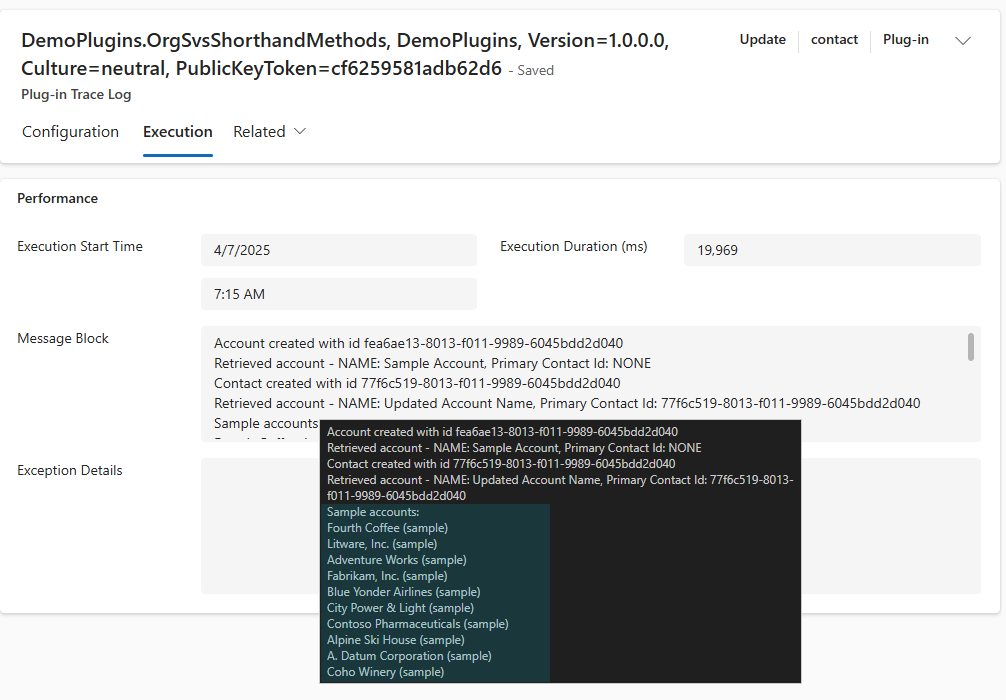 DemoPlugins.OrgSvsShorthandMethods, DemoPlugins, Version=1.0.0.0,
Culture=neutral, PublicKeyToken=cf6259581adb62d6 - Saved
Plug-in Trace Log
Update contact Plug-in
Configuration Execution Related
Performance
Execution Start Time 4/7/2025 Execution Duration (ms) 19,969
7:15 AM
Message Block
Account created with id fea6ae13-8013-f011-9989-6045bdd2d040
Retrieved account - NAME: Sample Account, Primary Contact Id: NONE
Contact created with id 77f6c519-8013-f011-9989-6045bdd2d040
Retrieved account - NAME: Updated Account Name, Primary Contact Id: 77f6c519-8013-f011-9989-6045bdd2d040
Sample accounts
Exception Details
Account created with id fea6ae13-8013-f011-9989-6045bdd2d040
Retrieved account - NAME: Sample Account, Primary Contact Id: NONE
Contact created with id 77f6c519-8013-f011-9989-6045bdd2d040
Retrieved account - NAME: Updated Account Name, Primary Contact Id: 77f6c519-8013-
f011-9989-6045bdd2d040
Sample accounts:
Fourth Coffee (sample)
Litware, Inc. (sample)
Adventure Works (sample)
Fabrikam, Inc. (sample)
Blue Yonder Airlines (sample)
City Power & Light (sample)
Contoso Pharmaceuticals (sample)
Alpine Ski House (sample)
A. Datum Corporation (sample)
Coho Winery (sample)